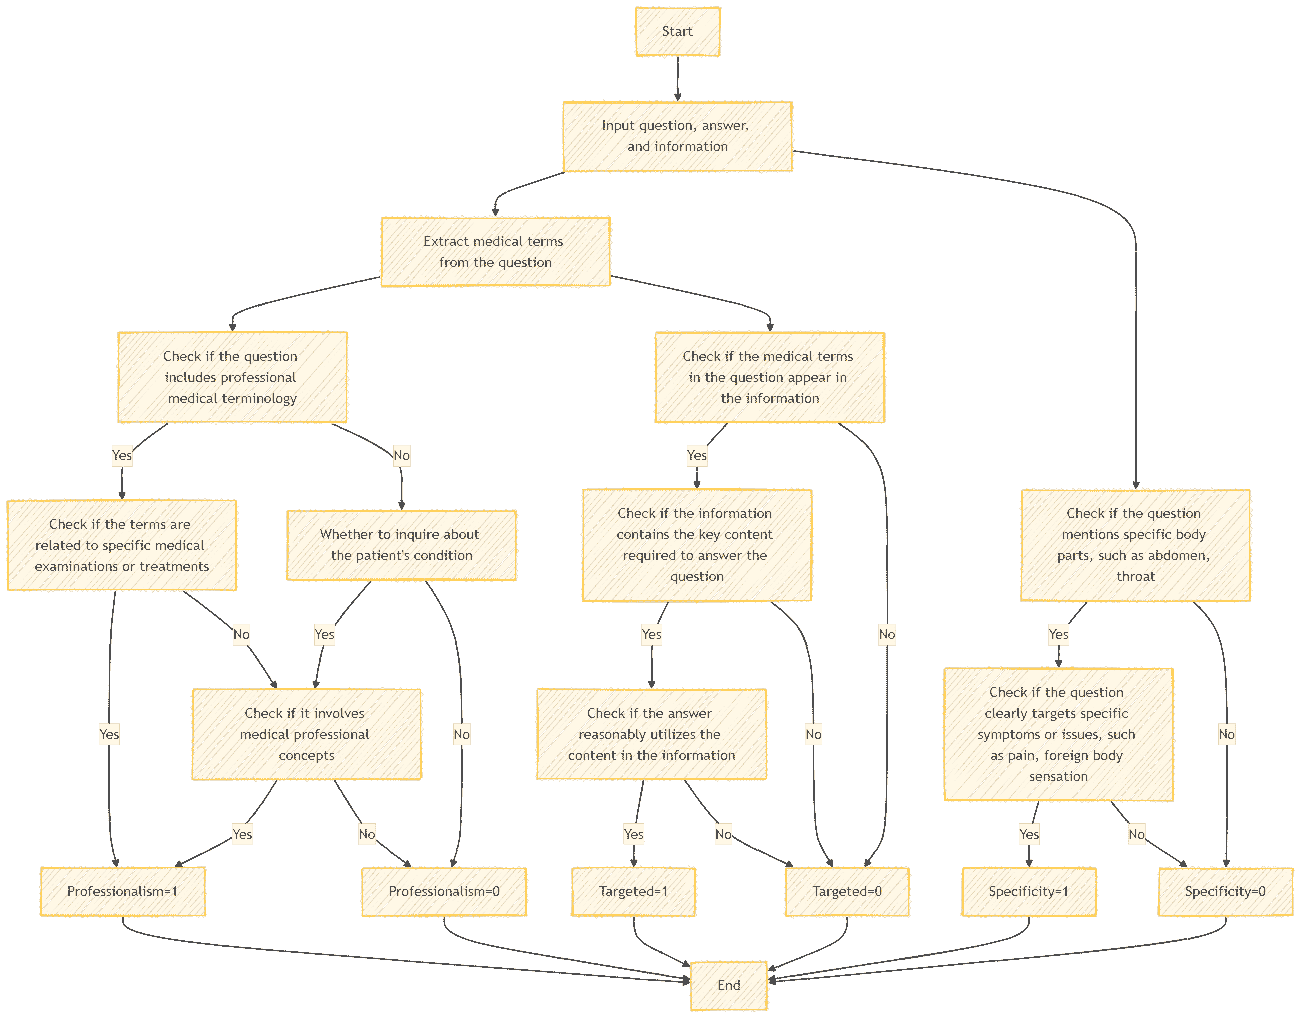 Start
Input question, answer,
and information
Extract medical terms
from the question
Check if the question
includes professional
medical terminology
Check if the medical terms
in the question appear in
the information
Yes
No
Yes
Check if the terms are
related to specific medical
examinations or treatments
Whether to inquire about
the patient's condition
Check if the information
contains the key content
required to answer the
question
Check if the question
mentions specific body
parts, such as abdomen,
throat
No
Yes
Yes
No
Yes
Check if it involves
medical professional
concepts
Check if the answer
reasonably utilizes the
content in the information
Check if the question
clearly targets specific
symptoms or issues, such
as pain, foreign body
sensation
Yes
No
No
No
Yes
No
Yes
No
Yes
No
Professionalism=1
Professionalism=0
Targeted=1
Targeted=0
Specificity=1
Specificity=0
End